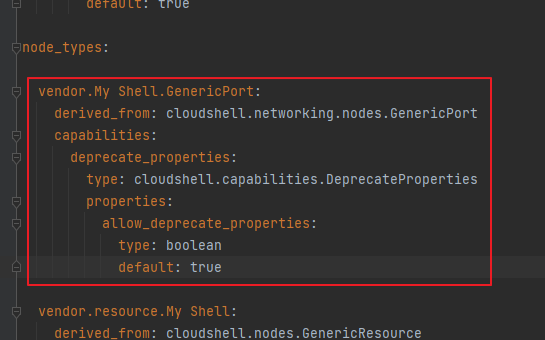 default: true
node_types:
vendor.My Shell.GenericPort:
derived_from: cloudshell.networking.nodes.GenericPort
capabilities:
deprecate_properties:
type: cloudshell.capabilities.DeprecateProperties
properties:
allow_deprecate_properties:
type: boolean
default: true
vendor.resource.My Shell:
derived_from: cloudshell.nodes.GenericResource